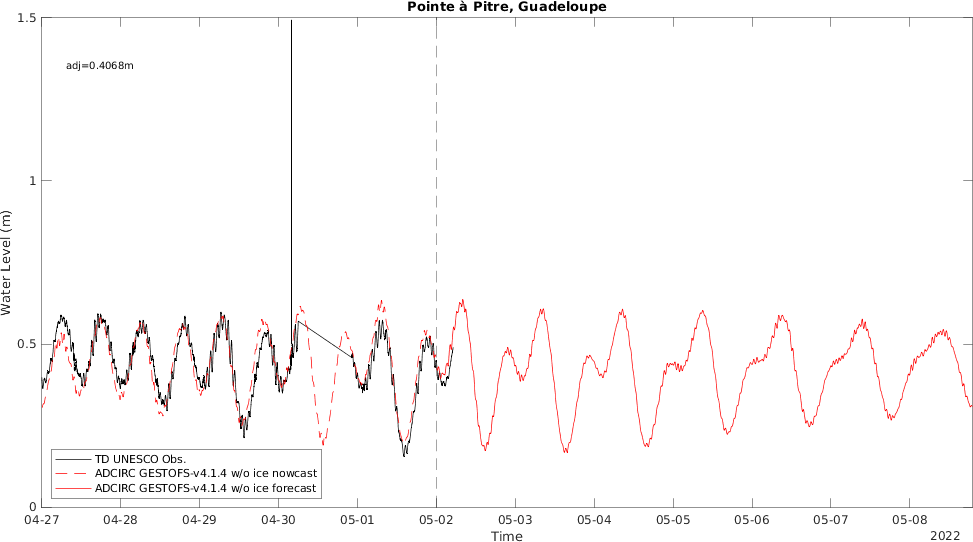 Pointe à Pitre, Guadeloupe
1.5
adj=0.4068m
1
Water Level (m)
0.5
TD UNESCO Obs.
ADCIRC GESTOFS-v4.1.4 w/o ice nowcast
ADCIRC GESTOFS-v4.1.4 w/o ice forecast
0
04-27 04-28 04-29 04-30 05-01 05-02 05-03 05-04 05-05 05-06 05-07 05-08
Time
2022